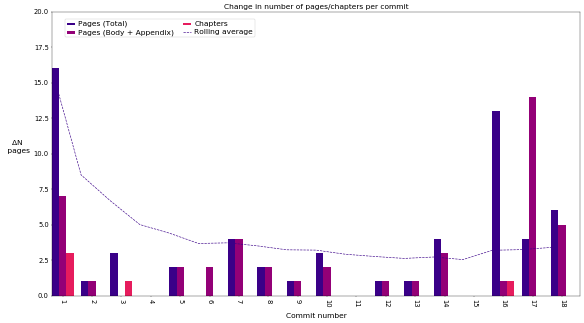 Change in number of pages/chapters per commit
Pages (Total)
Pages (Body + Appendix)
Chapters
Rolling average
20.0
17.5
15.0
12.5
10.0
7.5
5.0
2.5
0.0
ΔN
pages
1 2 3 4 5 6 7 8 9 10 11 12 13 14 15 16 17 18
Commit number